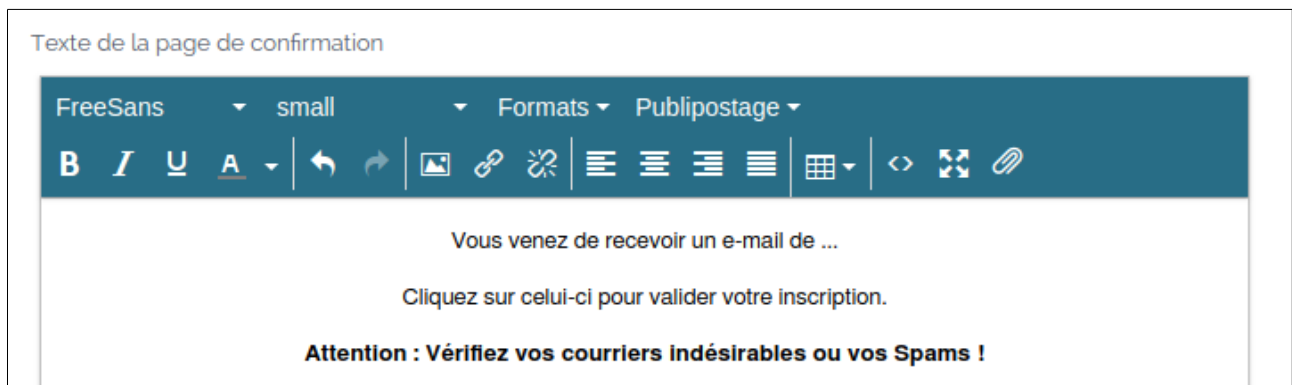 Texte de la page de confirmation
FreeSans small Formats Publipostage
B I U A
Vous venez de recevoir un e-mail de ...
Cliquez sur celui-ci pour valider votre inscription.
Attention : Vérifiez vos courriers indésirables ou vos Spams !